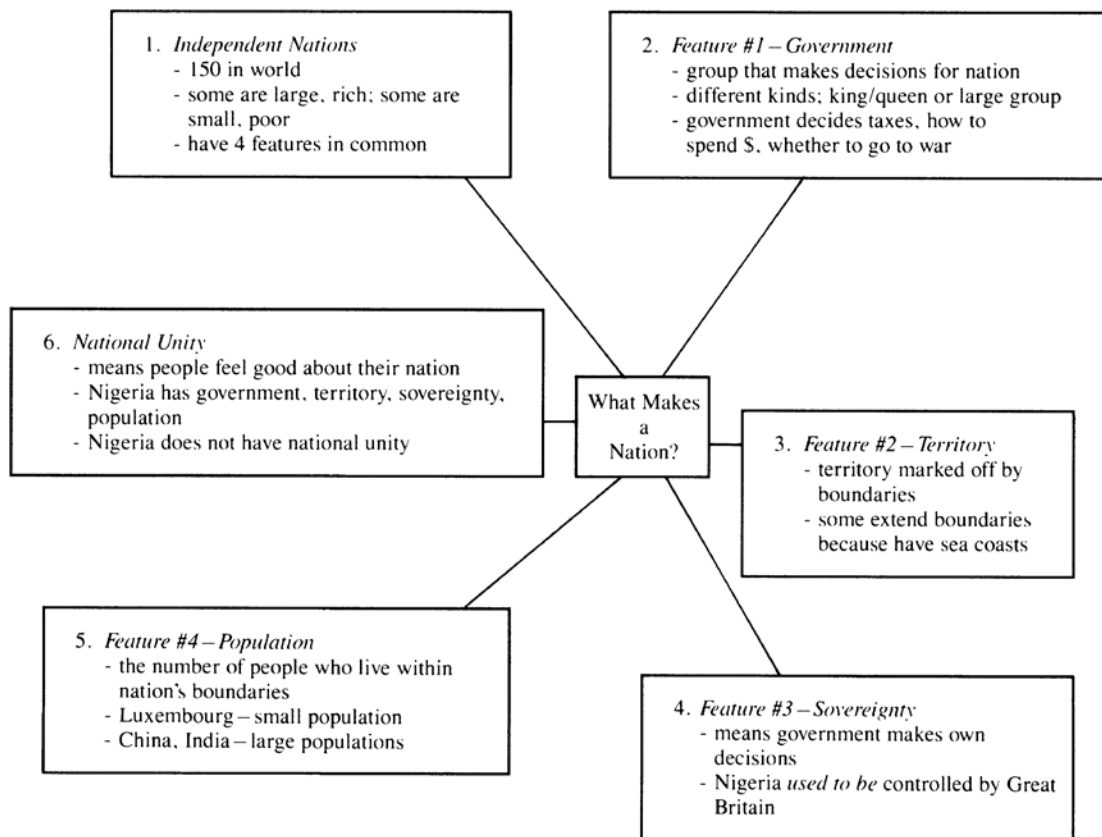 1. Independent Nations
- 150 in world
- some are large, rich; some are
small, poor
- have 4 features in common
2. Feature #1 – Government
- group that makes decisions for nation
- different kinds; king/queen or large group
- government decides taxes, how to
spend $, whether to go to war
What Makes
a
Nation?
3. Feature #2 – Territory
- territory marked off by
boundaries
- some extend boundaries
because have sea coasts
4. Feature #3 – Sovereignty
- means government makes own
decisions
- Nigeria used to be controlled by Great
Britain
5. Feature #4 – Population
- the number of people who live within
nation's boundaries
- Luxembourg – small population
- China, India – large populations
6. National Unity
- means people feel good about their nation
- Nigeria has government, territory, sovereignty,
population
- Nigeria does not have national unity